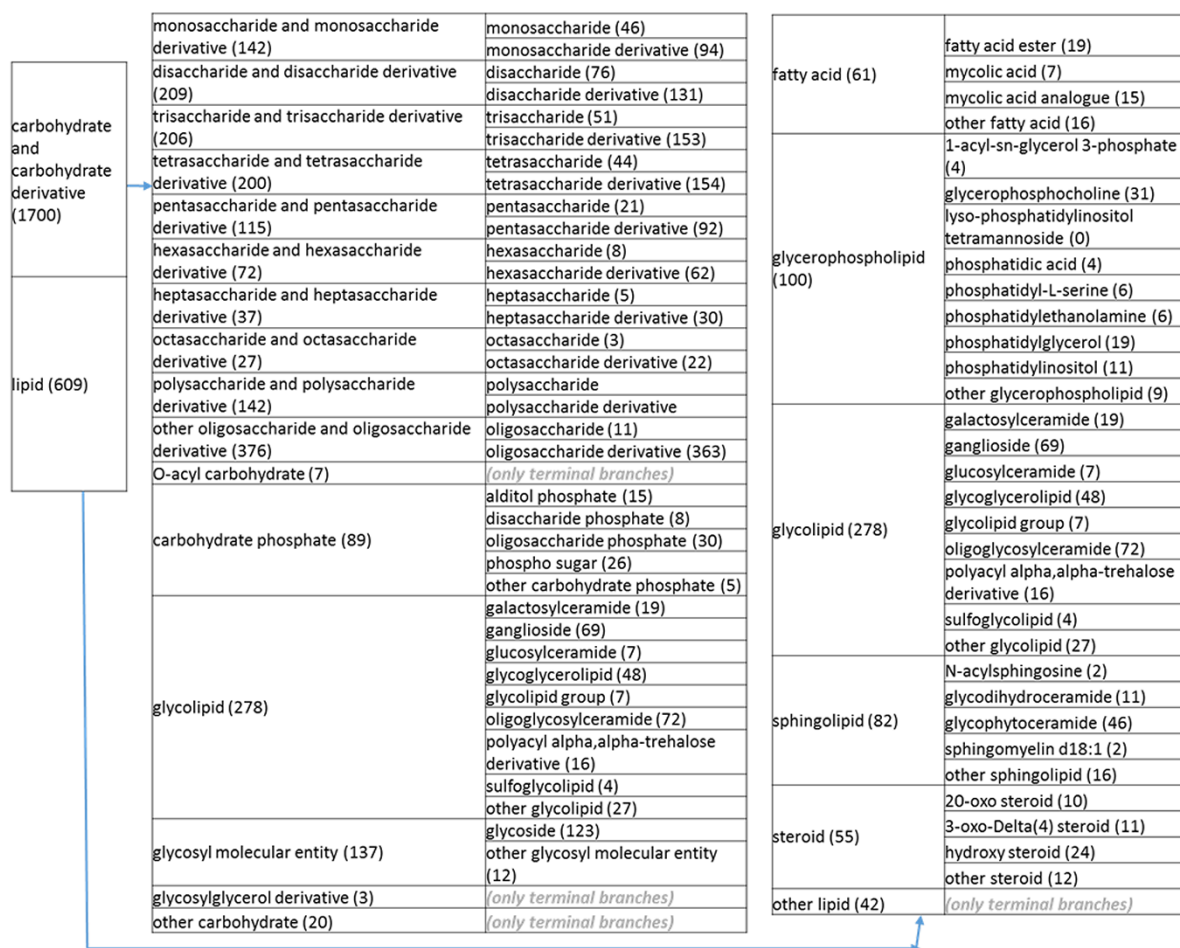 carbohydrate
and
carbohydrate
derivative
(1700)
lipid (609)
monosaccharide and monosaccharide
derivative (142)
monosaccharide (46)
monosaccharide derivative (94)
disaccharide and disaccharide derivative
(209)
disaccharide (76)
disaccharide derivative (131)
trisaccharide and trisaccharide derivative
(206)
trisaccharide (51)
trisaccharide derivative (153)
tetrasaccharide and tetrasaccharide
derivative (200)
tetrasaccharide (44)
tetrasaccharide derivative (154)
pentasaccharide and pentasaccharide
derivative (115)
pentasaccharide (21)
pentasaccharide derivative (92)
hexasaccharide and hexasaccharide
derivative (72)
hexasaccharide (8)
hexasaccharide derivative (62)
heptasaccharide and heptasaccharide
derivative (37)
heptasaccharide (5)
heptasaccharide derivative (30)
octasaccharide and octasaccharide
derivative (27)
octasaccharide (3)
octasaccharide derivative (22)
polysaccharide and polysaccharide
derivative (142)
polysaccharide
polysaccharide derivative
other oligosaccharide and oligosaccharide
derivative (376)
oligosaccharide (11)
oligosaccharide derivative (363)
O-acyl carbohydrate (7)
(only terminal branches)
carbohydrate phosphate (89)
alditol phosphate (15)
disaccharide phosphate (8)
oligosaccharide phosphate (30)
phospho sugar (26)
other carbohydrate phosphate (5)
glycolipid (278)
galactosylceramide (19)
ganglioside (69)
glucosylceramide (7)
glycoglycerolipid (48)
glycolipid group (7)
oligoglycosylceramide (72)
polyacyl alpha,alpha-trehalose
derivative (16)
sulfoglycolipid (4)
other glycolipid (27)
glycosyl molecular entity (137)
glycoside (123)
other glycosyl molecular entity
(12)
glycosylglycerol derivative (3)
(only terminal branches)
other carbohydrate (20)
(only terminal branches)
fatty acid (61)
fatty acid ester (19)
mycolic acid (7)
mycolic acid analogue (15)
other fatty acid (16)
glycerophospholipid
(100)
1-acyl-sn-glycerol 3-phosphate
(4)
glycerophosphocholine (31)
lyso-phosphatidylinositol
tetramannoside (0)
phosphatidic acid (4)
phosphatidyl-L-serine (6)
phosphatidylethanolamine (6)
phosphatidylglycerol (19)
phosphatidylinositol (11)
other glycerophospholipid (9)
glycolipid (278)
galactosylceramide (19)
ganglioside (69)
glucosylceramide (7)
glycoglycerolipid (48)
glycolipid group (7)
oligoglycosylceramide (72)
polyacyl alpha,alpha-trehalose
derivative (16)
sulfoglycolipid (4)
other glycolipid (27)
sphingolipid (82)
N-acylsphingosine (2)
glycodihydroceramide (11)
glycophytoceramide (46)
sphingomyelin d18:1 (2)
other sphingolipid (16)
steroid (55)
20-oxo steroid (10)
3-oxo-Delta(4) steroid (11)
hydroxy steroid (24)
other steroid (12)
other lipid (42)
(only terminal branches)